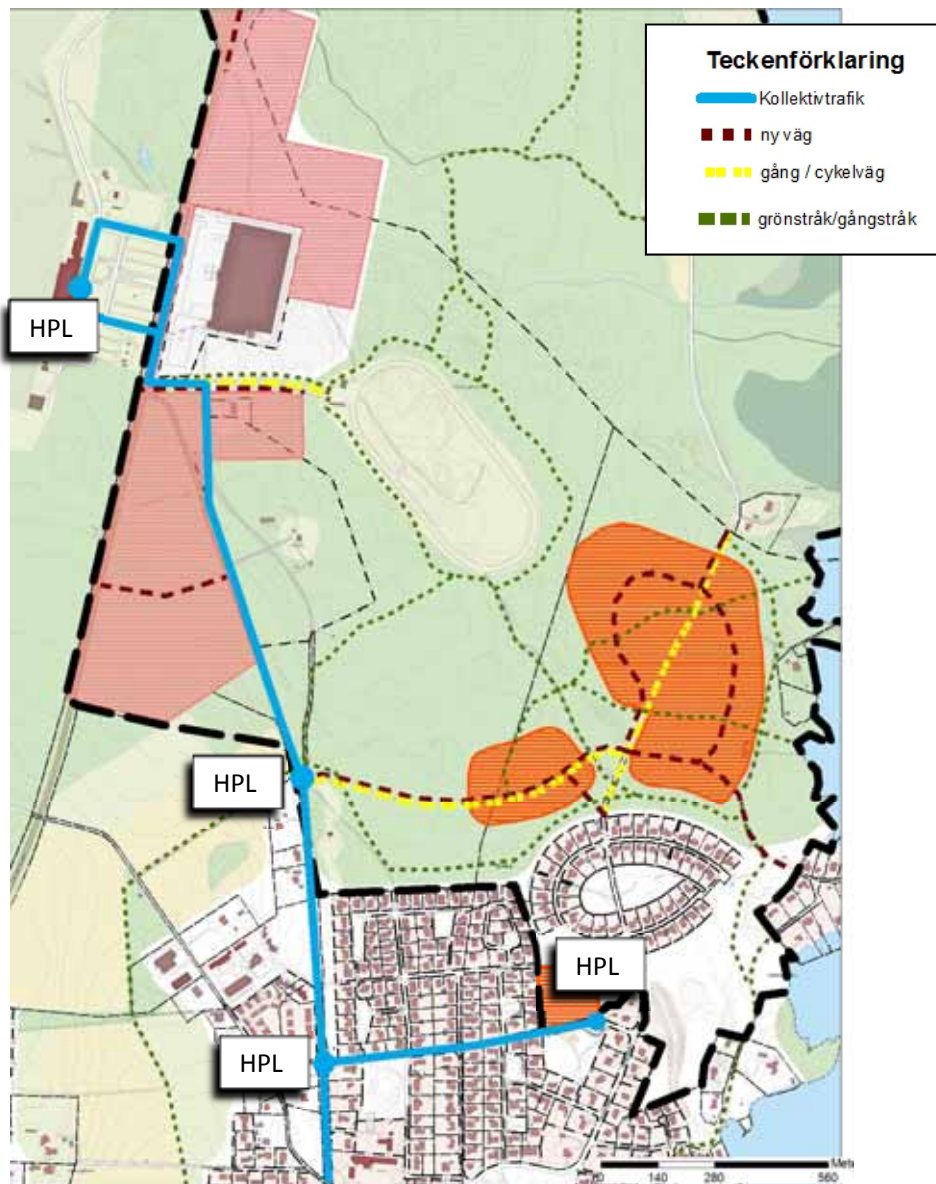 Teckenförklaring
Kollektivtrafik
ny väg
gång / cykelväg
grönstråk/gångstråk
HPL
HPL
HPL
HPL
140 280 560